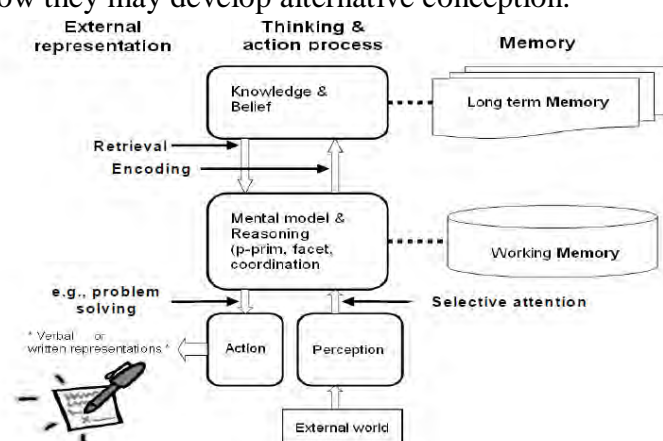 ow they may develop alternative conception.
External
representation
Thinking &
action process
Memory
Knowledge &
Belief
Long term Memory
Retrieval
Encoding
Mental model &
Reasoning
(p-prim, facet,
coordination
Working Memory
e.g., problem
solving
Selective attention
* Verbal or
written representations *
Action
Perception
External world